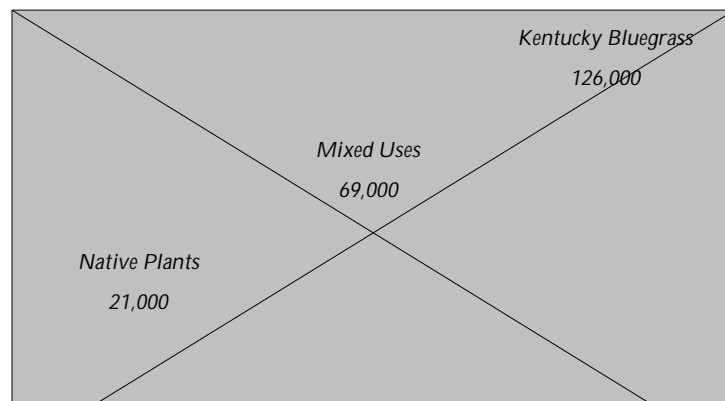 Kentucky Bluegrass
126,000
Mixed Uses
69,000
Native Plants
21,000